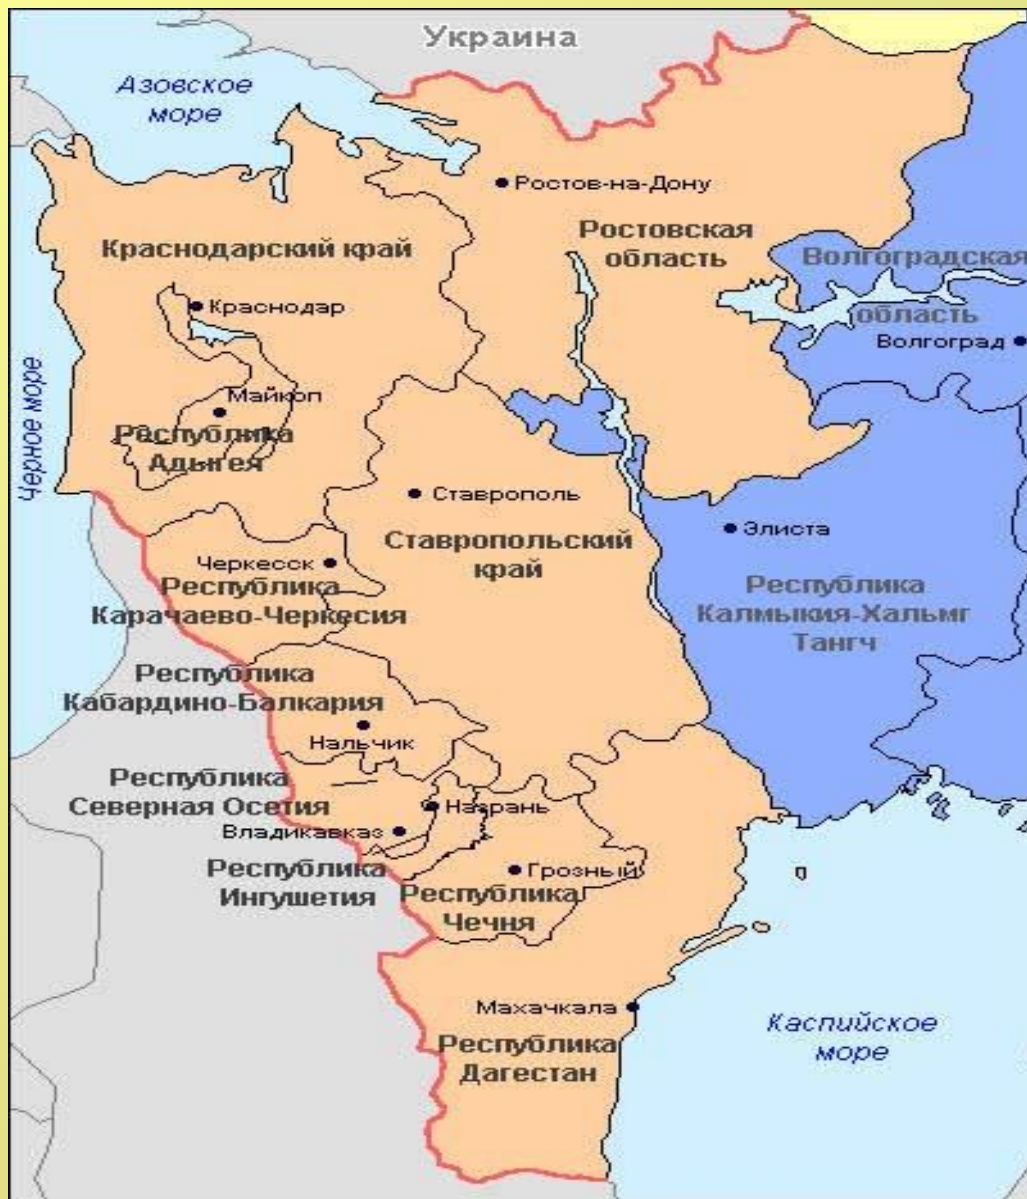 Украина
Азовское
море
Ростов-на-Дону
Краснодарский край
Ростовская
область
Волгоградская
область
Краснодар
Волгоград
Черное море
Майкоп
Республика
Адыгея
Ставрополь
Элиста
Ставропольский
край
Черкесск
Республика
Карачаево-Черкесия
Республика
Калмыкия-Хальмг
Тангч
Республика
Кабардино-Балкария
Нальчик
Республика
Северная Осетия
Назрань
Владикавказ
Республика
Ингушетия
Грозный
Республика
Чечня
Махачкала
Республика
Дагестан
Каспийское
море